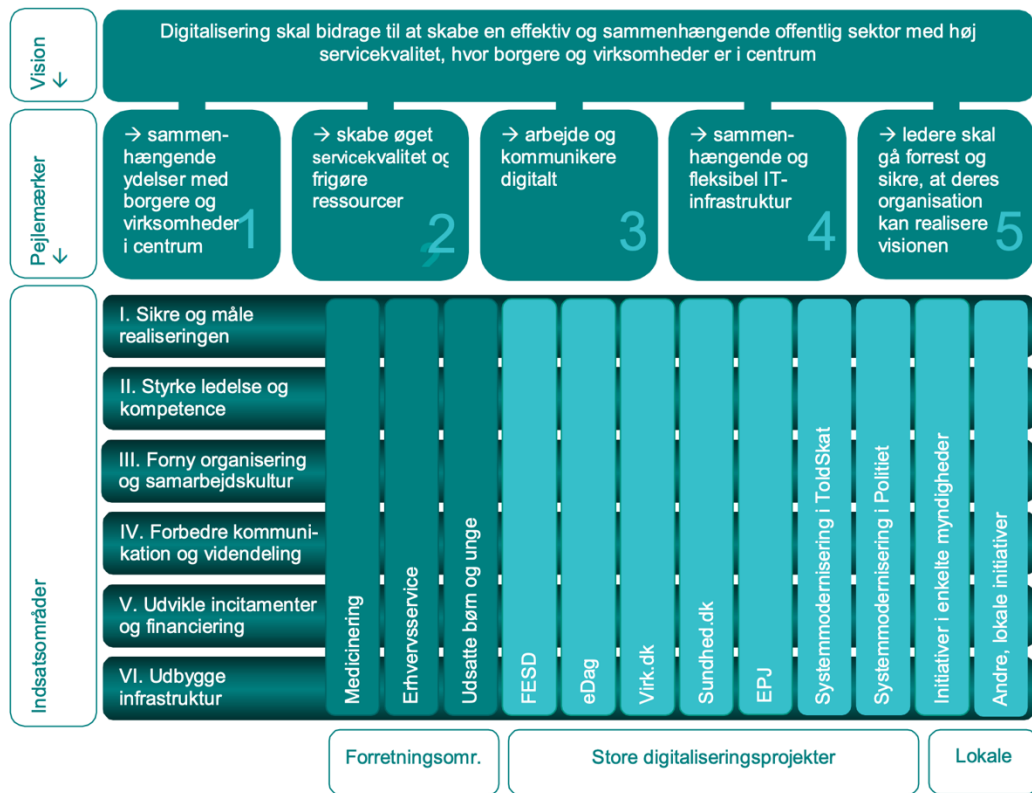 Vision
←
Digitalisering skal bidrage til at skabe en effektiv og sammenhængende offentlig sektor med høj
servicekvalitet, hvor borgere og virksomheder er i centrum
Pejlemærker
←
→ sammen-
hængende
ydelser med
borgere og
virksomheder
i centrum
1
→ skabe øget
servicekvalitet og
frigøre
ressourcer
2
→ arbejde og
kommunikere
digitalt
3
→ sammen-
hængende og
fleksibel IT-
infrastruktur
4
→ ledere skal
gå forrest og
sikre, at deres
organisation
kan realisere
visionen
5
Indsatsområder
←
I. Sikre og måle
realiseringen
II. Styrke ledelse og
kompetence
III. Forny organisering
og samarbejdskultur
IV. Forbedre kommuni-
kation og videndeling
V. Udvikle incitamenter
og financiering
VI. Udbygge
infrastruktur
Medicinering
Erhvervsservice
Udsatte børn og unge
FESD
eDag
Virk.dk
Sundhed.dk
EPJ
Systemmodernisering i ToldSkat
Systemmodernisering i Politiet
Initiativer i enkelte myndigheder
Andre, lokale initiativer
Forretningsomr.
Store digitaliseringsprojekter
Lokale